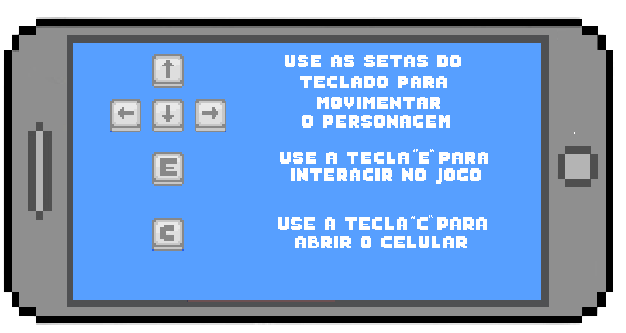 USE AS SETAS DO
TECLADO PARA
MOVIMENTAR
O PERSONAGEM
E
USE A TECLA "E" PARA
INTERAGIR NO JOGO
C
USE A TECLA "C" PARA
ABRIR O CELULAR